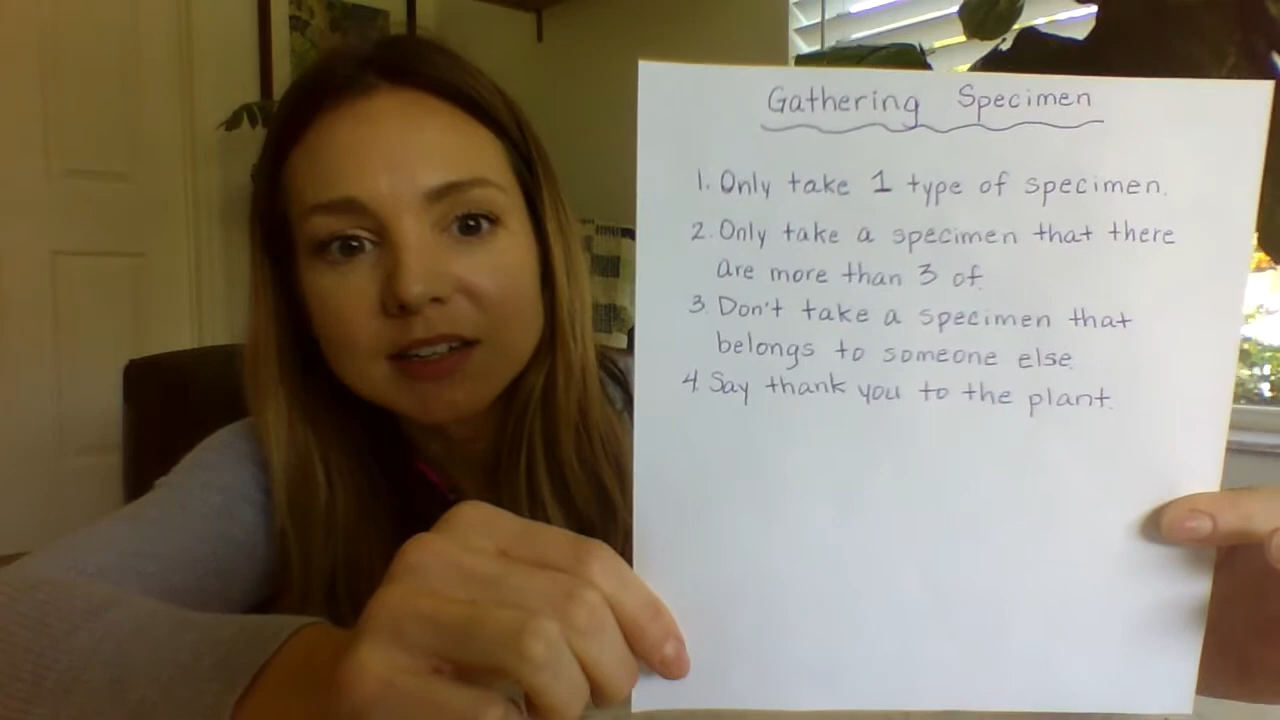 Gathering Specimen
1. Only take 1 type of specimen.
2. Only take a specimen that there
are more than 3 of.
3. Don't take a specimen that
belongs to someone else.
4. Say thank you to the plant.